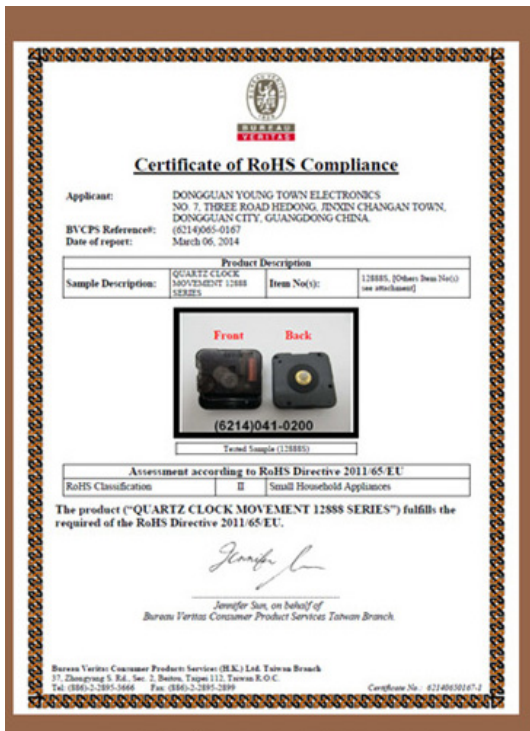 BUREAU
VERITAS
Certificate of RoHS Compliance
Applicant: DONGGUAN YOUNG TOWN ELECTRONICS
NO. 7, THREE ROAD HEDONG, JINXIN CHANGAN TOWN,
DONGGUAN CITY, GUANGDONG CHINA.
BVCPS Reference#: (6214)065-0167
Date of report: March 06, 2014
Product Description
Sample Description: QUARTZ CLOCK MOVEMENT 12888 SERIES Item No(s): 12888S, [Others Item No(s) see attachment]
Front Back
(6214)041-0200
Tested Sample (12888S)
Assessment according to RoHS Directive 2011/65/EU
RoHS Classification II Small Household Appliances
The product ("QUARTZ CLOCK MOVEMENT 12888 SERIES") fulfills the
required of the RoHS Directive 2011/65/EU.
Jennifer Sun, on behalf of
Bureau Veritas Consumer Product Services Taiwan Branch.
Bureau Veritas Consumer Products Services (H.K.) Ltd. Taiwan Branch
37, Zhongyang S. Rd., Sec. 2, Beitou, Taipei 112, Taiwan R.O.C.
Tel: (886)-2-2895-3666 Fax: (886)-2-2895-2899 Certificate No.: 62140650167-1